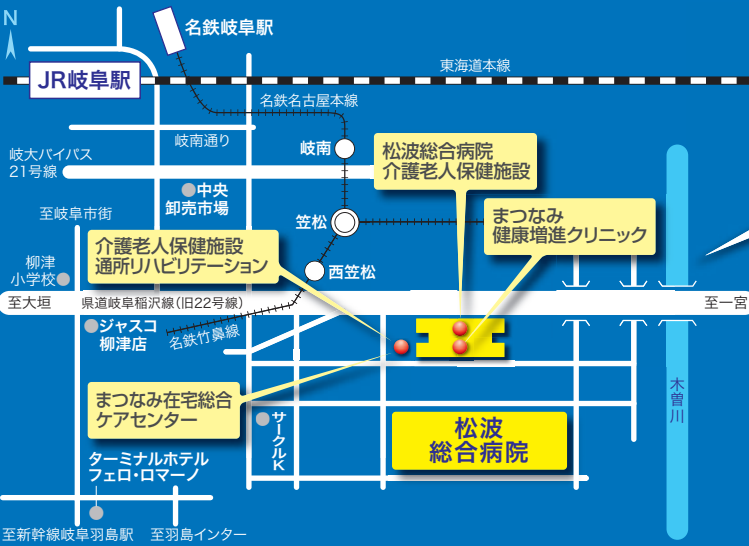 N
名鉄岐阜駅
東海道本線
JR岐阜駅
名鉄名古屋本線
岐南通り
岐南
岐大バイパス
21号線
松波総合病院
介護老人保健施設
中央
卸売市場
至岐阜市街
笠松
まつなみ
健康増進クリニック
介護老人保健施設
通所リハビリテーション
柳津
小学校
西笠松
至大垣
県道岐阜稲沢線(旧22号線)
至一宮
ジャスコ
柳津店
名鉄竹鼻線
まつなみ在宅総合
ケアセンター
木曽川
サークルK
松波
総合病院
ターミナルホテル
フェロ・ロマーノ
至新幹線岐阜羽島駅
至羽島インター